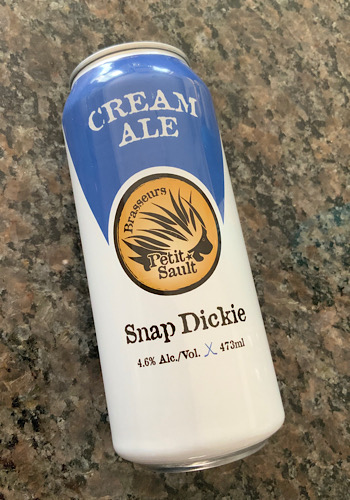 CREAM
ALE
Brasseurs
Petit
Sault
Snap Dickie
4.6% Alc./Vol. X 473ml